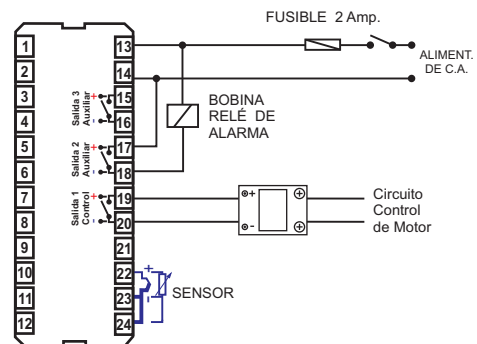 FUSIBLE 2 Amp.
ALIMENT.
DE C.A.
1
2
3
4
5
6
7
8
9
10
11
12
13
14
15
16
17
18
19
20
21
22
23
24
Salida 3
Auxiliar
+
-
Salida 2
Auxiliar
+
-
Salida 1
Control
+
-
BOBINA
RELÉ DE
ALARMA
+
-
Circuito
Control
de Motor
+
-
SENSOR